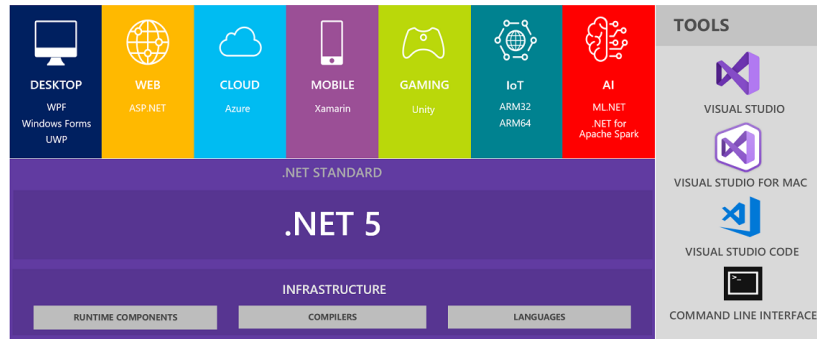 DESKTOP
WPF
Windows Forms
UWP
WEB
ASP.NET
CLOUD
Azure
MOBILE
Xamarin
GAMING
Unity
IoT
ARM32
ARM64
AI
ML.NET
.NET for
Apache Spark
.NET STANDARD
.NET 5
INFRASTRUCTURE
RUNTIME COMPONENTS
COMPILERS
LANGUAGES
TOOLS
VISUAL STUDIO
VISUAL STUDIO FOR MAC
VISUAL STUDIO CODE
>_
COMMAND LINE INTERFACE